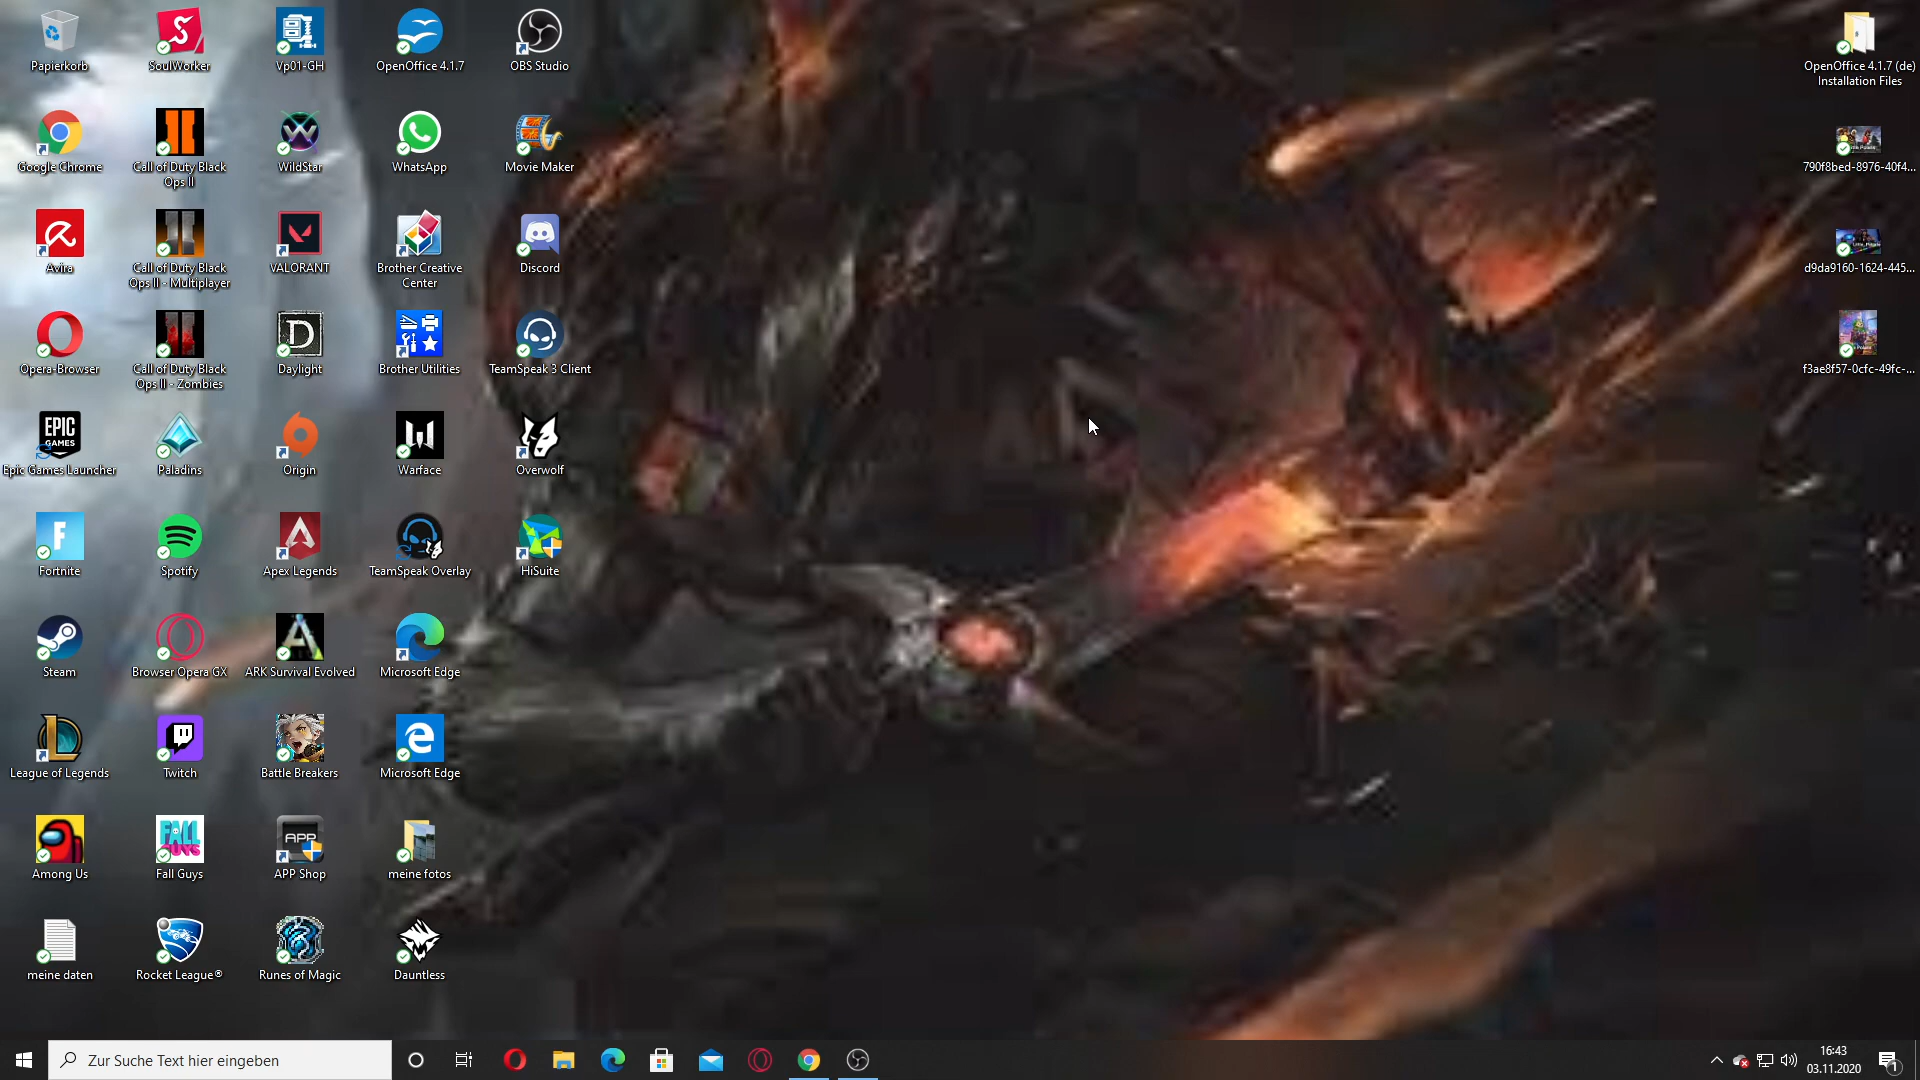 Papierkorb
SoulWorker
Vp01-GH
OpenOffice 4.1.7
OBS Studio
OpenOffice 4.1.7 (de)
Installation Files
Google Chrome
Call of Duty Black
Ops II
WildStar
WhatsApp
Movie Maker
790f8bed-8976-40f4...
Avira
Call of Duty Black
Ops II - Multiplayer
VALORANT
Brother Creative
Center
Discord
d9da9160-1624-445...
Opera-Browser
Call of Duty Black
Ops II - Zombies
Daylight
Brother Utilities
TeamSpeak 3 Client
f3ae8f57-0cfc-49fc-...
EPIC
GAMES
Epic Games Launcher
Paladins
Origin
Warface
Overwolf
Fortnite
Spotify
Apex Legends
TeamSpeak Overlay
HiSuite
Steam
Browser Opera GX
ARK Survival Evolved
Microsoft Edge
League of Legends
Twitch
Battle Breakers
Microsoft Edge
FALL
GUYS
APP
Among Us
Fall Guys
APP Shop
meine fotos
meine daten
Rocket League®
Runes of Magic
Dauntless
Zur Suche Text hier eingeben
16:43
03.11.2020
1